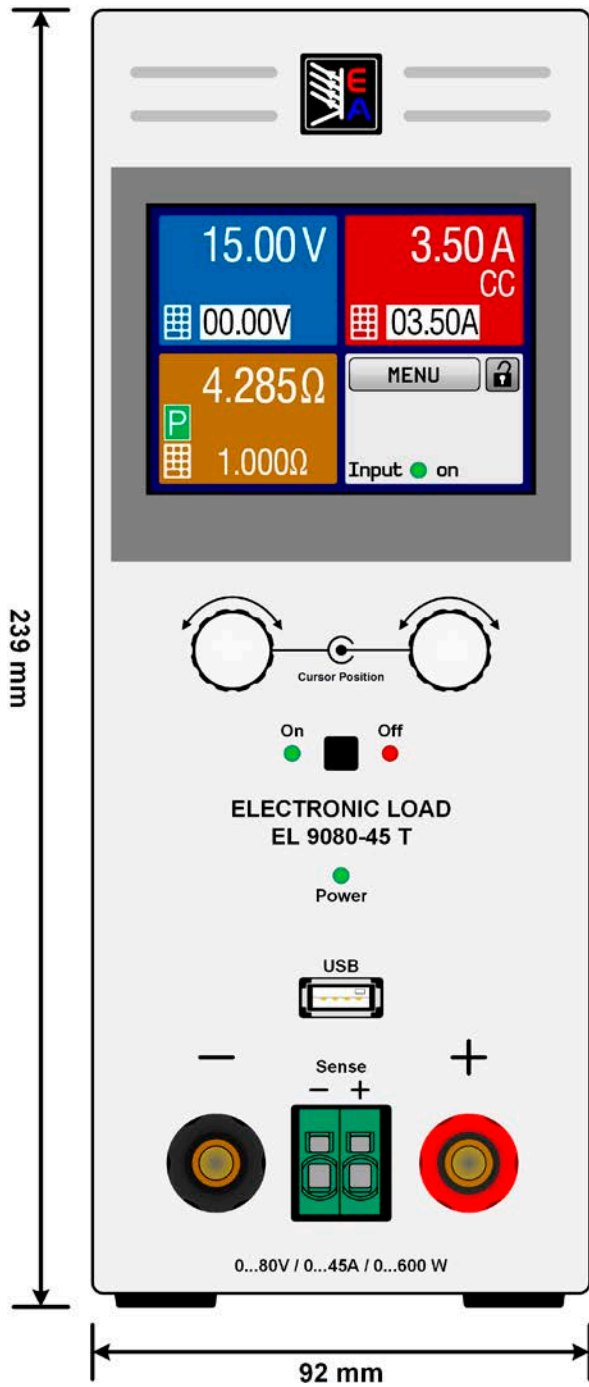 EA
15.00 V
3.50 A
CC
00.00V
03.50A
4.285Ω
P
1.000Ω
MENU
Input on
239 mm
Cursor Position
On Off
ELECTRONIC LOAD
EL 9080-45 T
Power
USB
− +
Sense
− +
0...80V / 0...45A / 0...600 W
92 mm